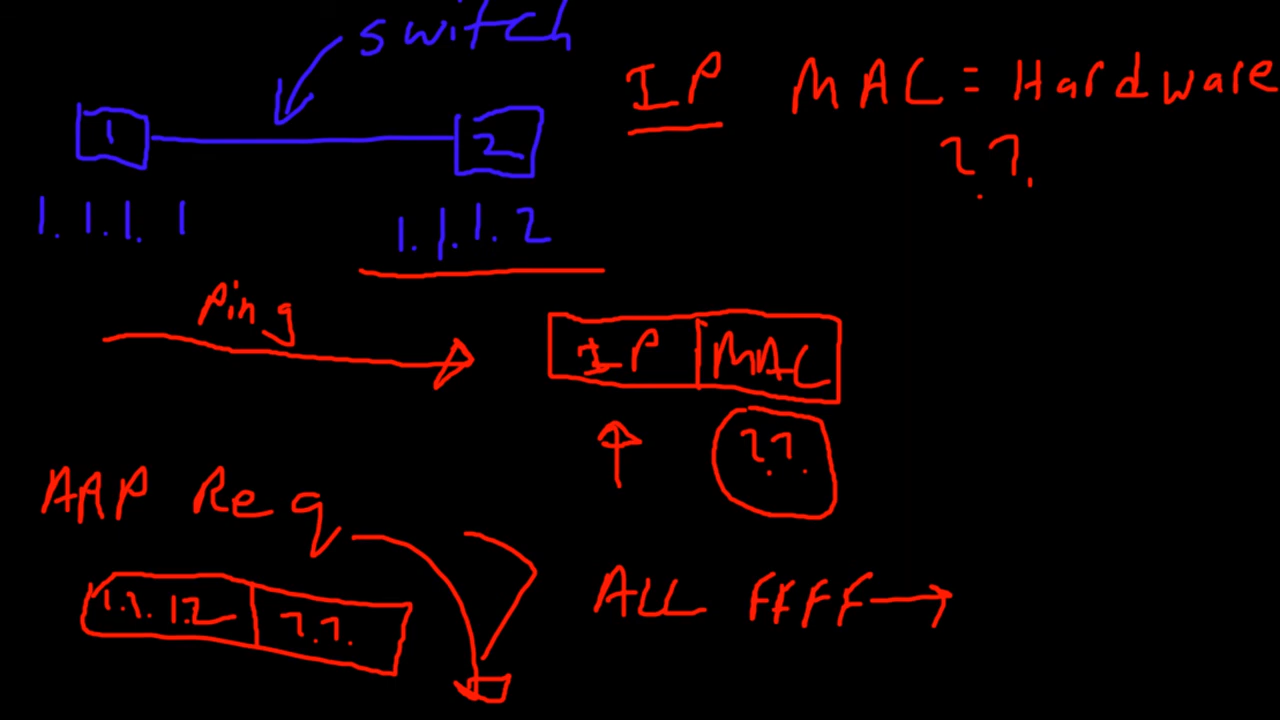 switch
IP MAC = Hardware
??
1 2
1.1.1.1 1.1.1.2
Ping
IP MAC
??
ARP Req
1.1.1.2 ??
ALL FFFF